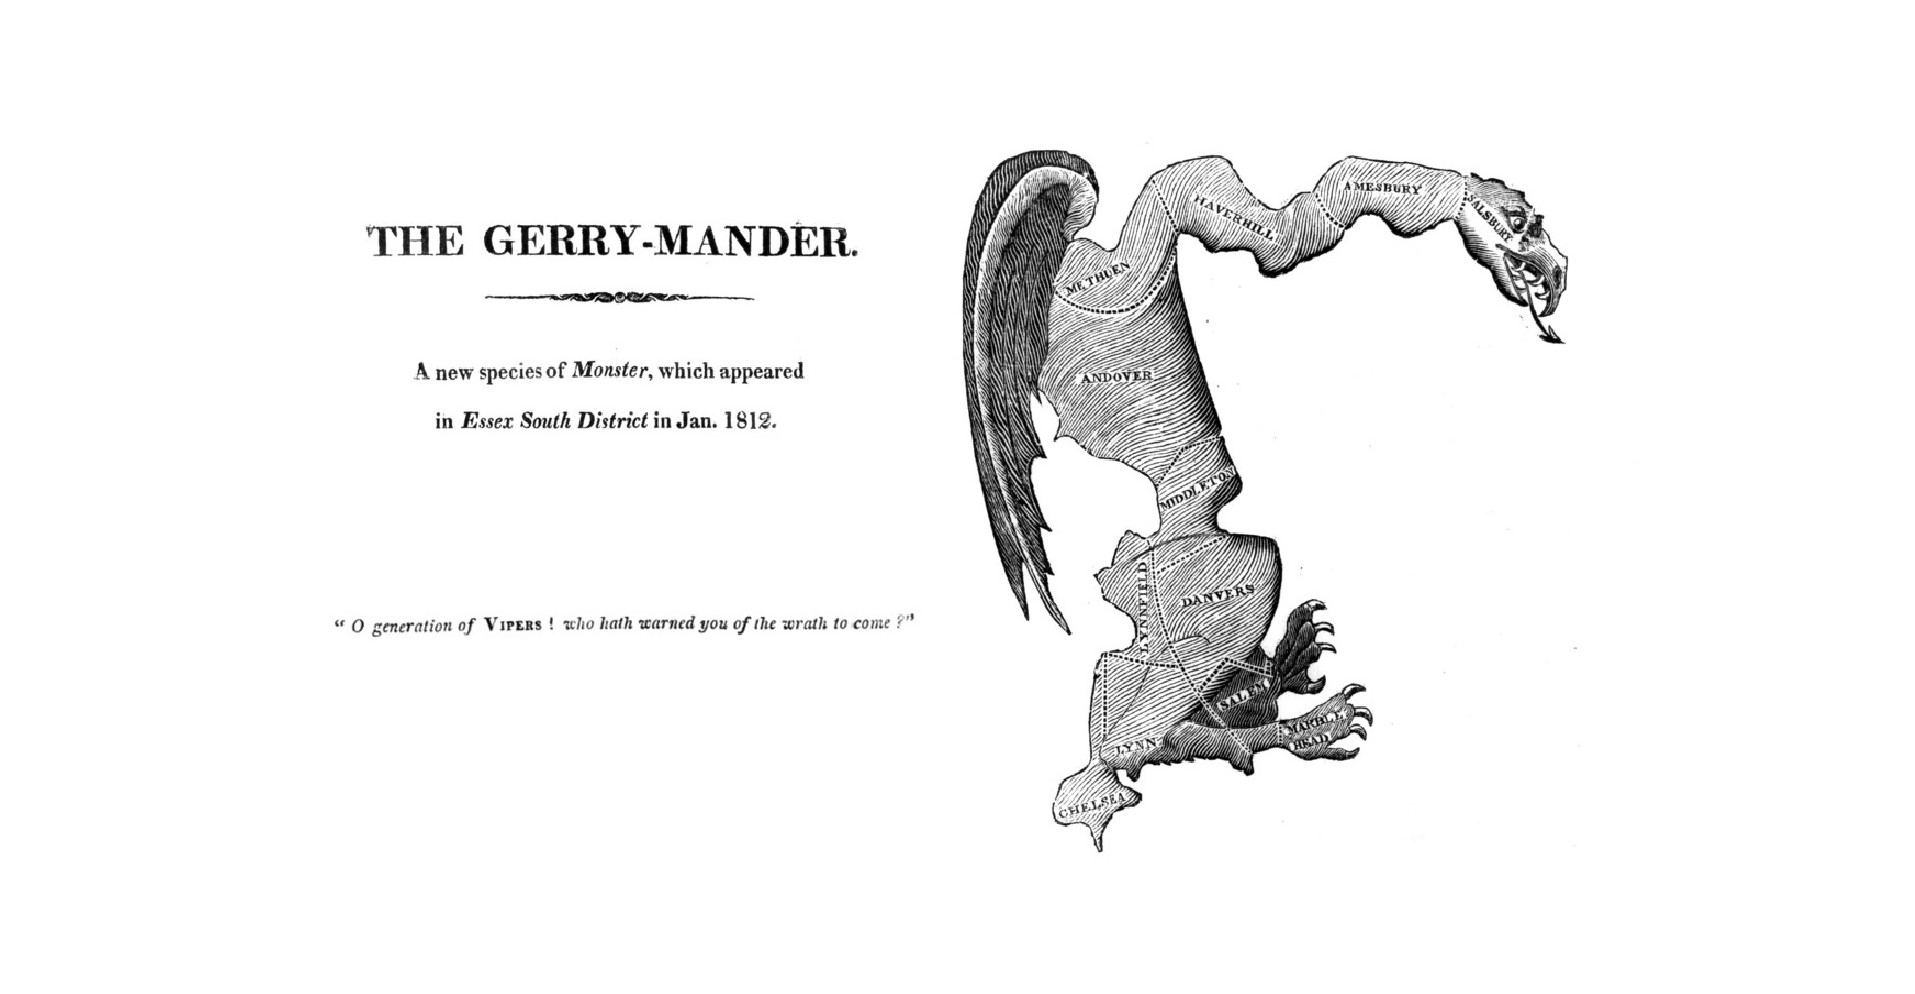 THE GERRY-MANDER.
A new species of Monster, which appeared
in Essex South District in Jan. 1812.
“ O generation of VIPERS ! who hath warned you of the wrath to come ?”
AMESBURY
SALSBURY
HAVERHILL
METHUEN
ANDOVER
MIDDLETON
LYNNFIELD
DANVERS
SALEM
MARBLE
HEAD
LYNN
CHELSEA